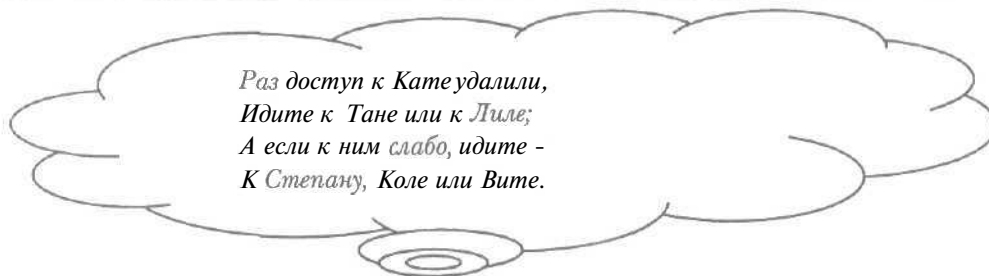 Раз доступ к Кате удалили,
Идите к Тане или к Лиле;
А если к ним слабо, идите -
К Степану, Коле или Вите.